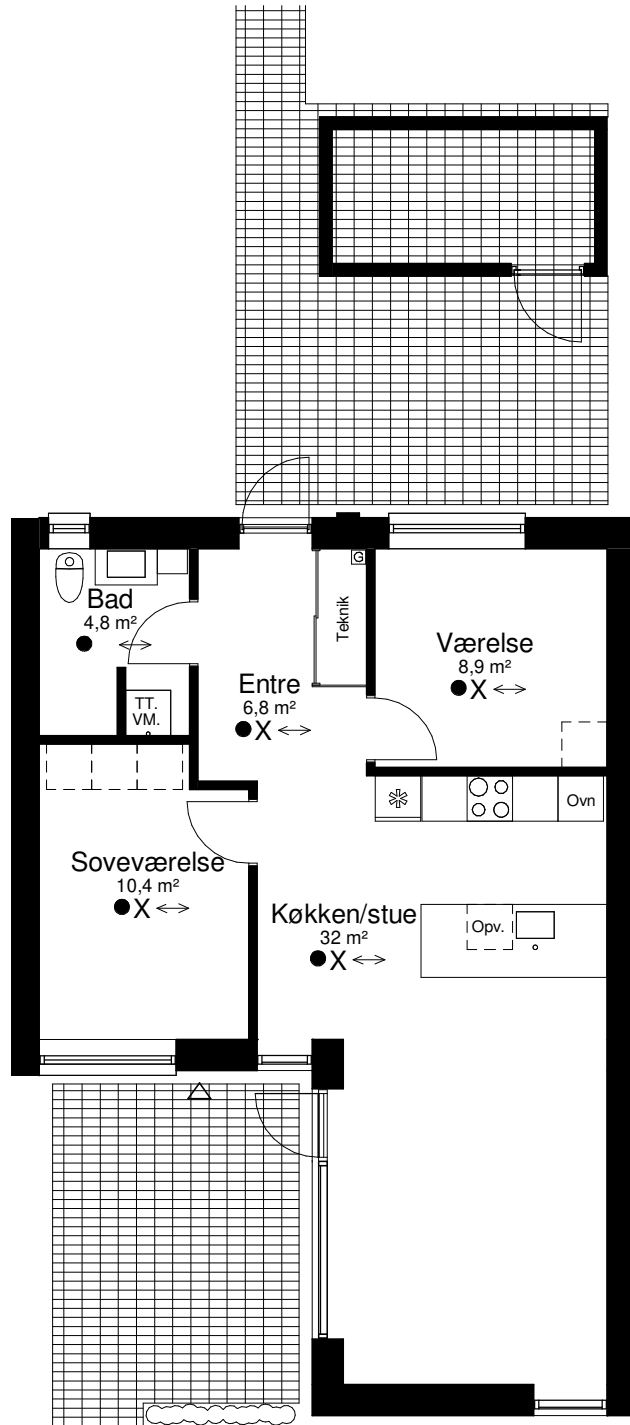 G
Teknik
Bad
4,8 m²
Værelse
8,9 m²
X
Entre
6,8 m²
X
TT.
VM.
Ovn
Soveværelse
10,4 m²
X
Køkken/stue
32 m²
X
Opv.